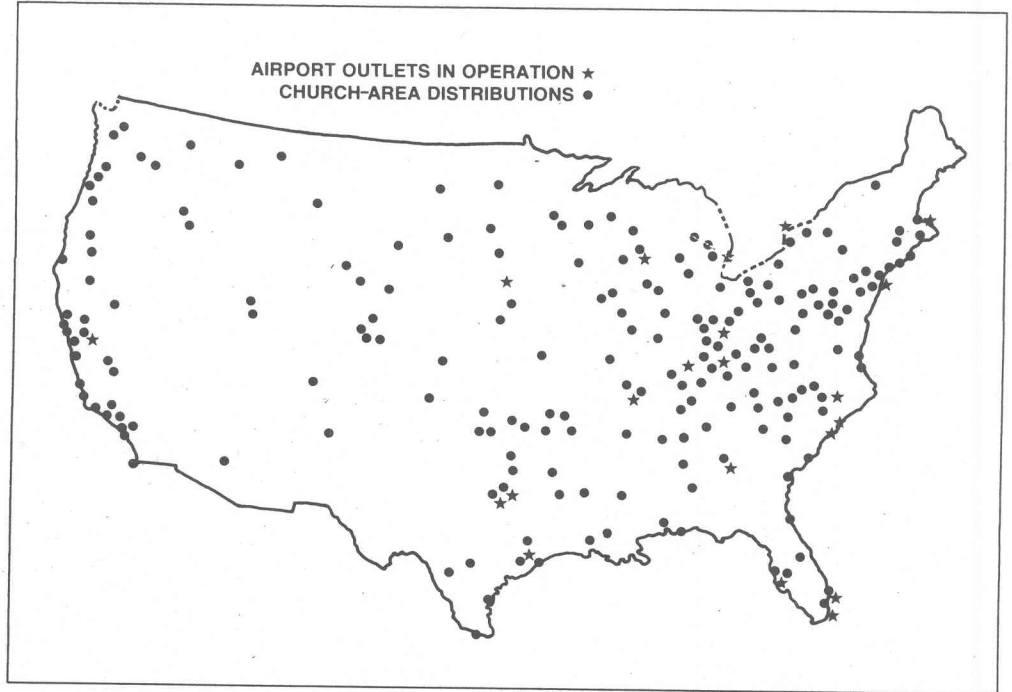 AIRPORT OUTLETS IN OPERATION ★
CHURCH-AREA DISTRIBUTIONS ●